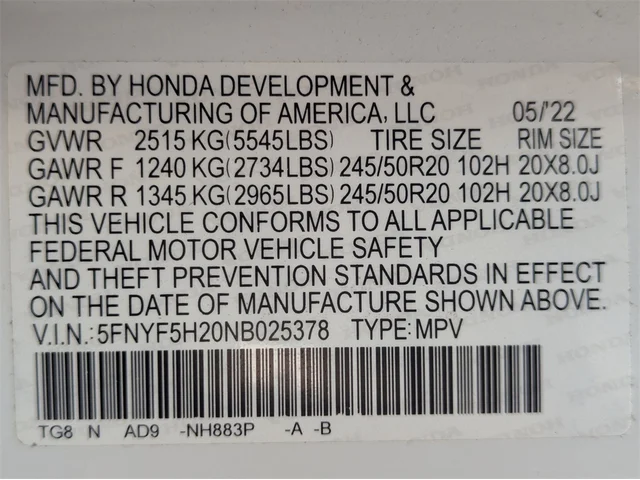 MFD. BY HONDA DEVELOPMENT &
MANUFACTURING OF AMERICA, LLC 05/'22
GVWR 2515 KG(5545LBS) TIRE SIZE RIM SIZE
GAWR F 1240 KG(2734LBS) 245/50R20 102H 20X8.0J
GAWR R 1345 KG(2965LBS) 245/50R20 102H 20X8.0J
THIS VEHICLE CONFORMS TO ALL APPLICABLE
FEDERAL MOTOR VEHICLE SAFETY
AND THEFT PREVENTION STANDARDS IN EFFECT
ON THE DATE OF MANUFACTURE SHOWN ABOVE.
V.I.N.:5FNYF5H20NB025378 TYPE:MPV
TG8 N AD9 -NH883P -A -B